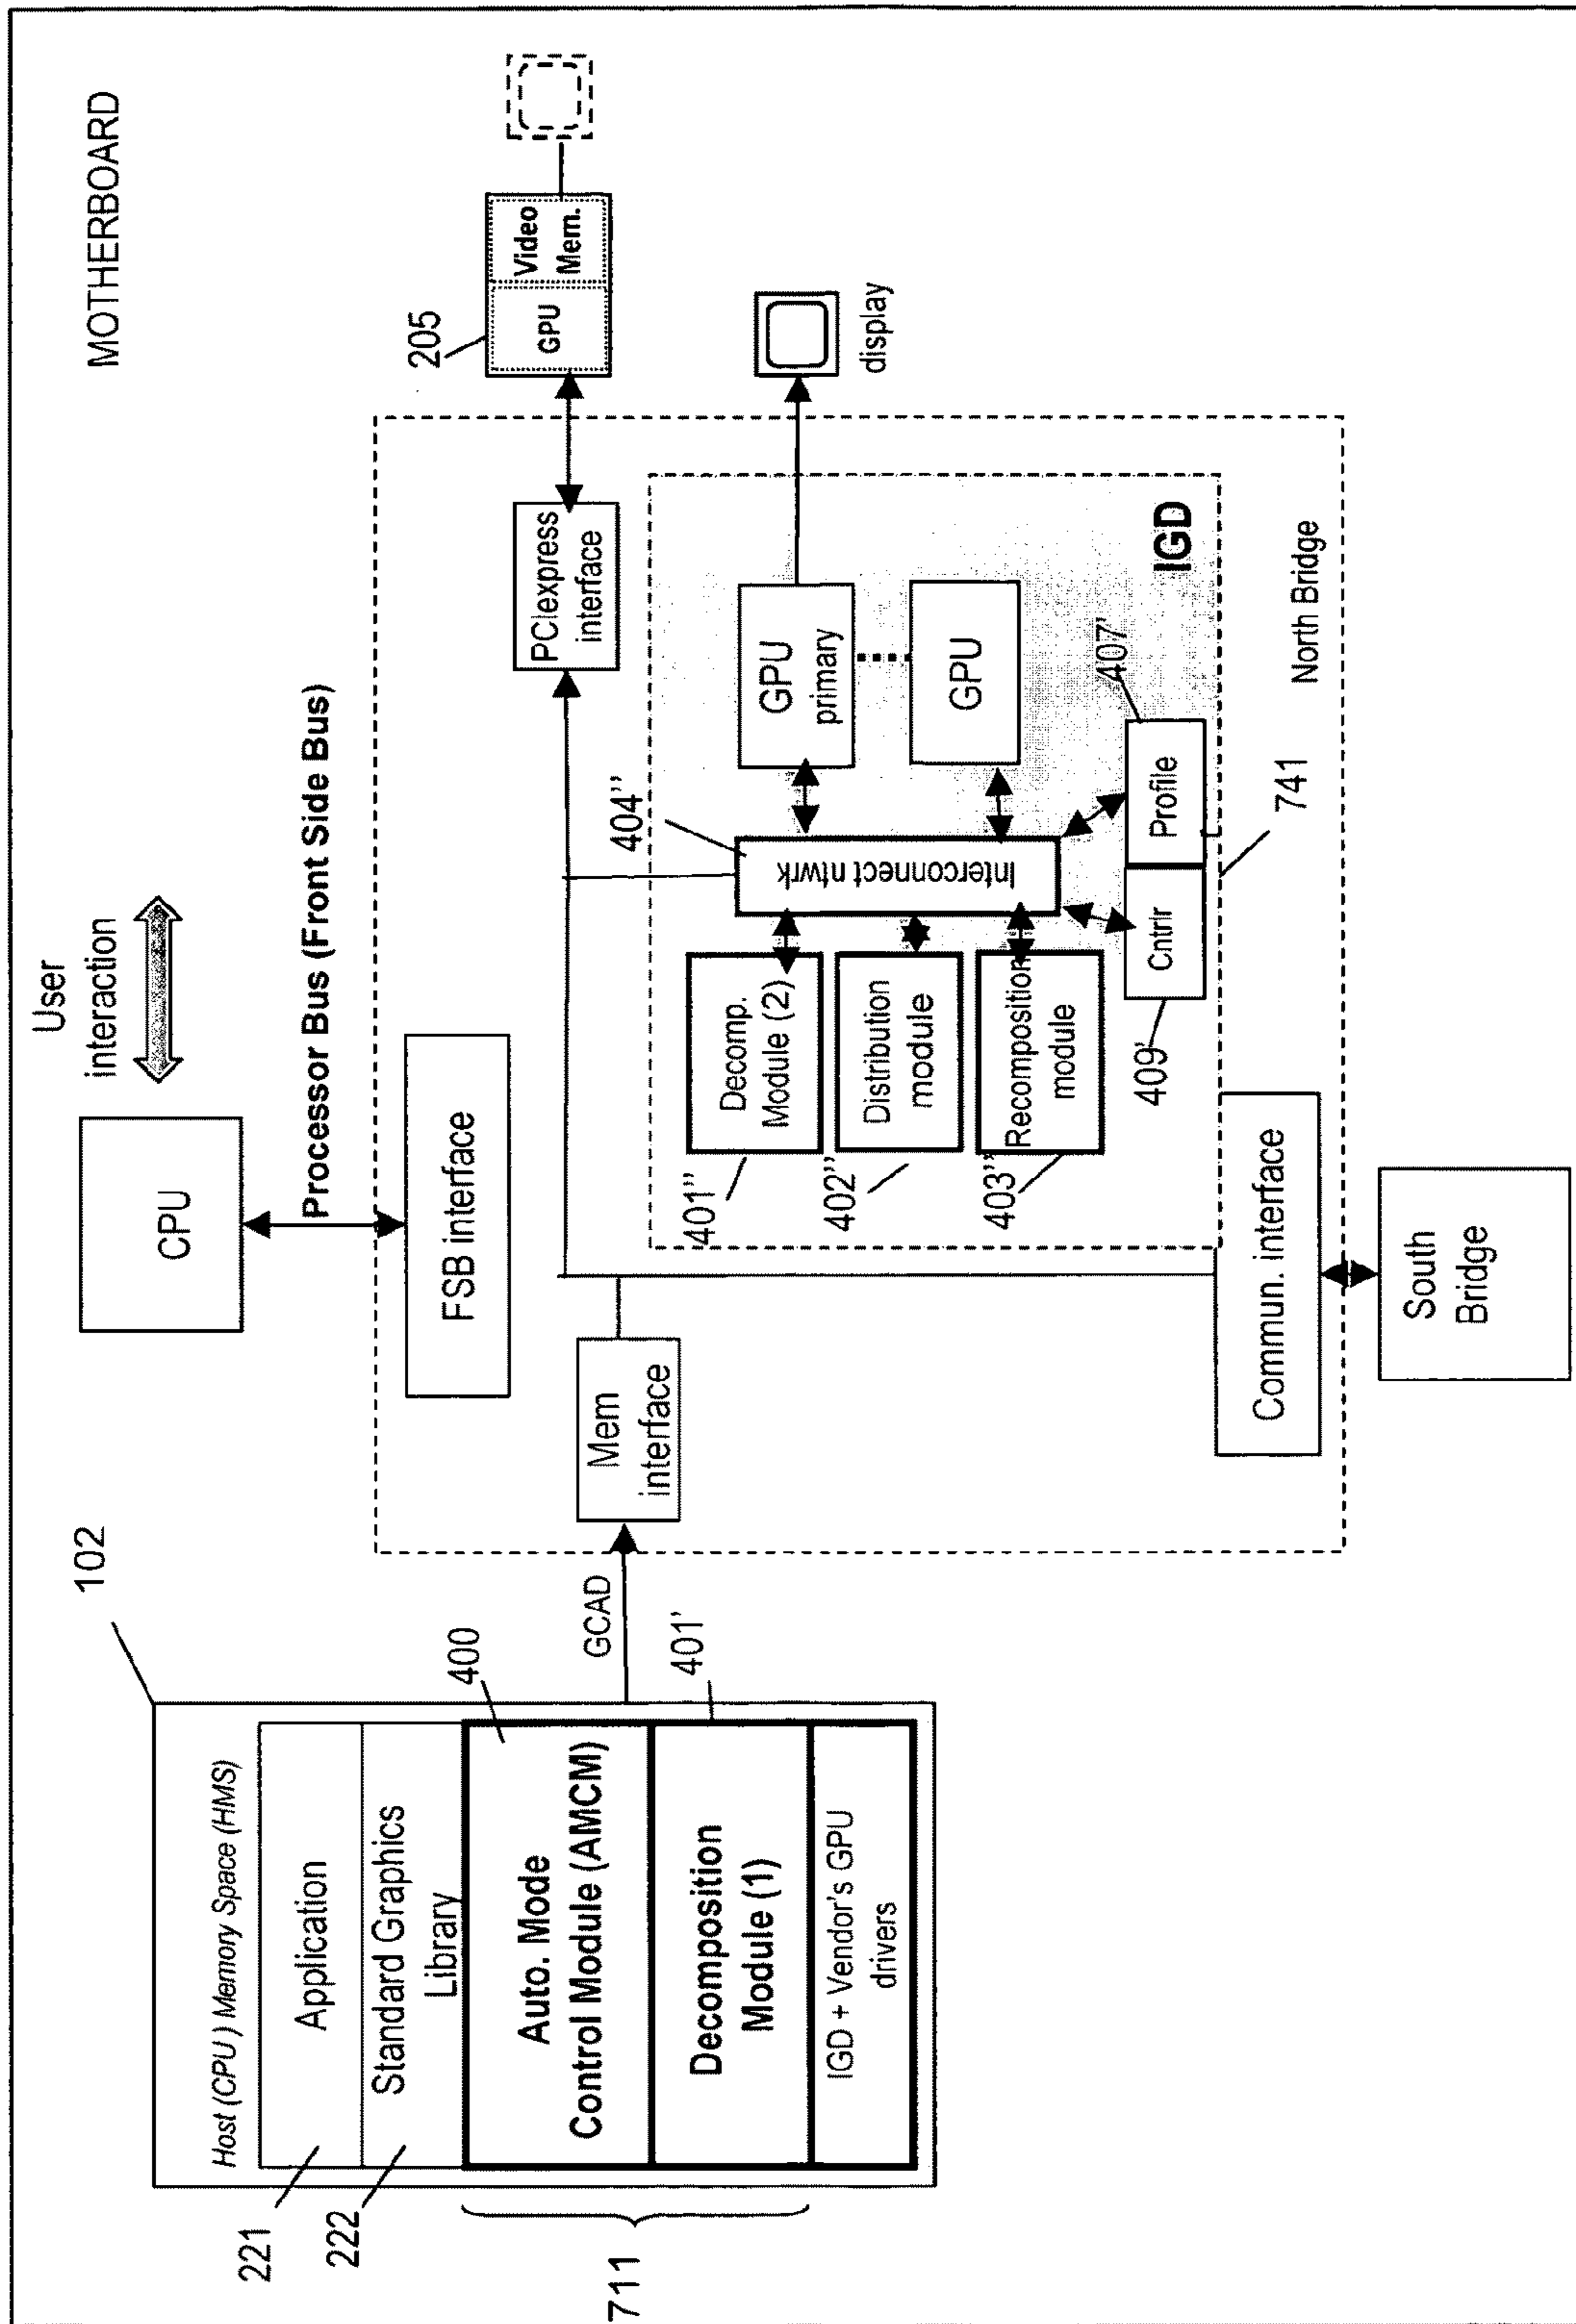 MOTHERBOARD
User
interaction
102
Host (CPU) Memory Space (HMS)
Application
Standard Graphics
Library
Auto. Mode
Control Module (AMCM)
Decomposition
Module (1)
IGD + Vendor's GPU
drivers
221
222
711
400
401'
GCAD
CPU
Processor Bus (Front Side Bus)
FSB interface
Mem
interface
PCIexpress
interface
205
GPU
Video
Mem.
display
404''
Interconnect ntwrk
GPU
primary
GPU
IGD
Decomp.
Module (2)
Distribution
module
Recomposition
module
401''
402''
403''
Cntrlr
Profile
409'
407'
741
North Bridge
Commun. interface
South
Bridge